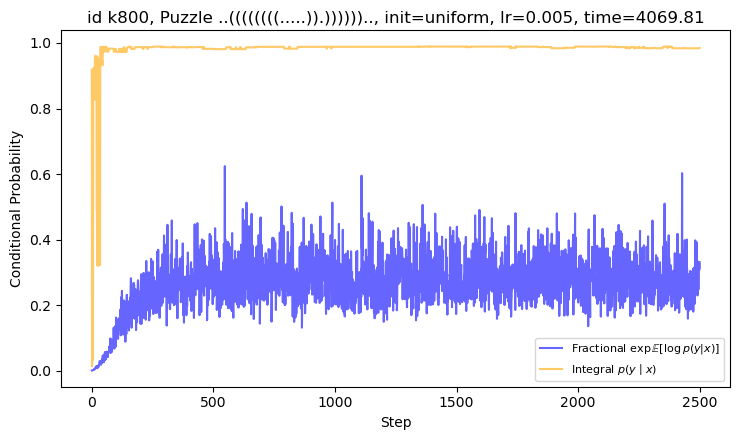 id k800, Puzzle ..((((((((.....)).)))))).., init=uniform, lr=0.005, time=4069.81
Conditional Probability
1.0
0.8
0.6
0.4
0.2
0.0
0
500
1000
1500
2000
2500
Step
Fractional exp𝔼[log p(y|x)]
Integral p(y | x)